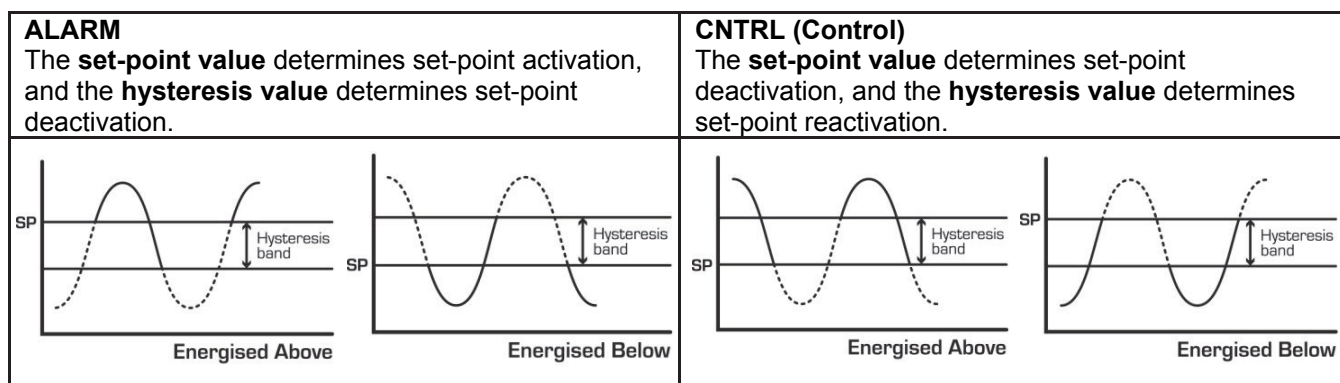 ALARM
The set-point value determines set-point activation,
and the hysteresis value determines set-point
deactivation.
CNTRL (Control)
The set-point value determines set-point
deactivation, and the hysteresis value determines
set-point reactivation.
SP
Hysteresis
band
Energised Above
SP
Hysteresis
band
Energised Below
SP
Hysteresis
band
Energised Above
SP
Hysteresis
band
Energised Below